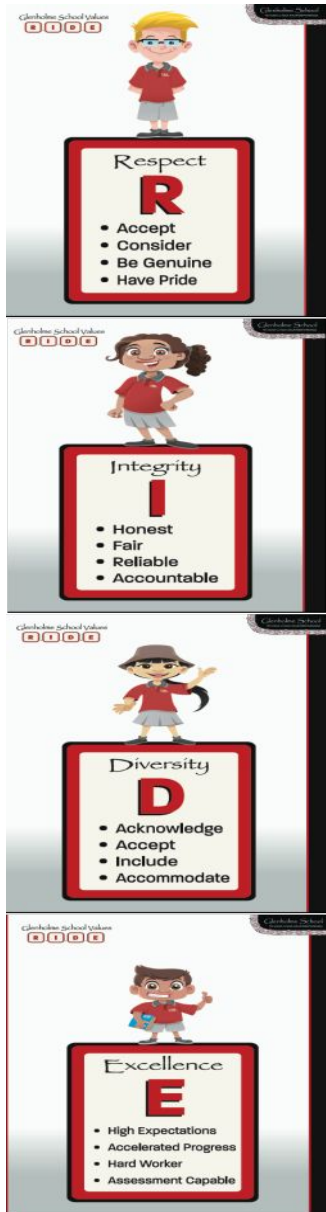 Glenholme School Values
R I D E
Glenholme School
Respect
R
• Accept
• Consider
• Be Genuine
• Have Pride
Glenholme School Values
R I D E
Glenholme School
Integrity
I
• Honest
• Fair
• Reliable
• Accountable
Glenholme School Values
R I D E
Glenholme School
Diversity
D
• Acknowledge
• Accept
• Include
• Accommodate
Glenholme School Values
R I D E
Glenholme School
Excellence
E
• High Expectations
• Accelerated Progress
• Hard Worker
• Assessment Capable